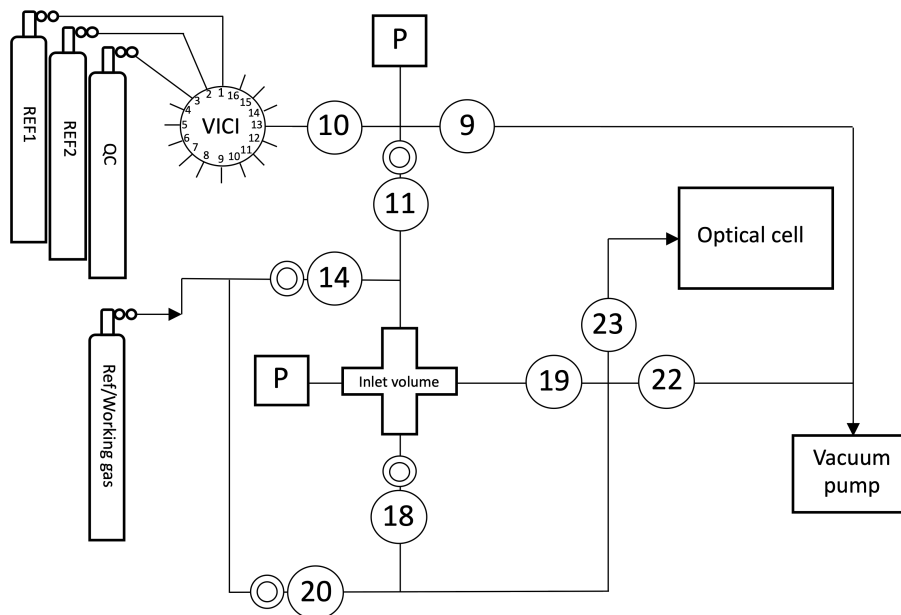 REF1
REF2
QC
VICI
1
2
3
4
5
6
7
8
9
10
11
12
13
14
15
16
P
10
9
11
Optical cell
14
23
Ref/Working gas
P
Inlet volume
19
22
Vacuum
pump
18
20